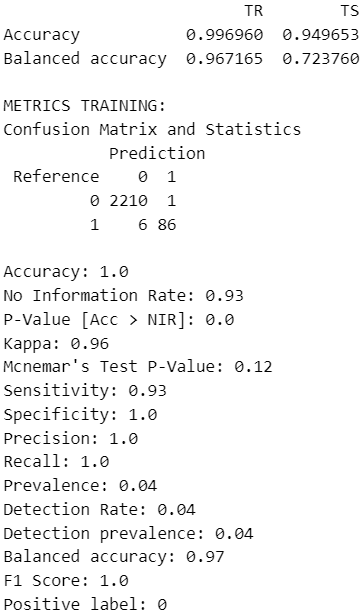 TR TS
Accuracy 0.996960 0.949653
Balanced accuracy 0.967165 0.723760
METRICS TRAINING:
Confusion Matrix and Statistics
Prediction
Reference 0 1
0 2210 1
1 6 86
Accuracy: 1.0
No Information Rate: 0.93
P-Value [Acc > NIR]: 0.0
Kappa: 0.96
Mcnemar's Test P-Value: 0.12
Sensitivity: 0.93
Specificity: 1.0
Precision: 1.0
Recall: 1.0
Prevalence: 0.04
Detection Rate: 0.04
Detection prevalence: 0.04
Balanced accuracy: 0.97
F1 Score: 1.0
Positive label: 0